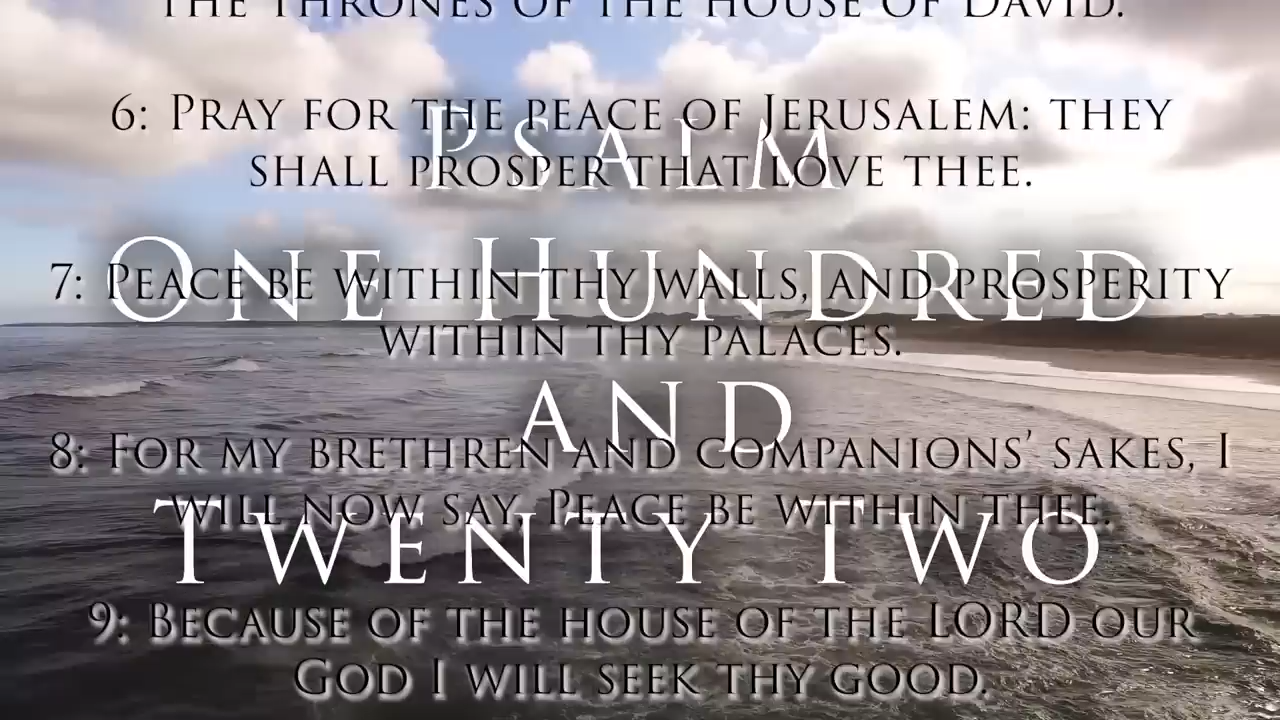 THE THRONES OF THE HOUSE OF DAVID.
6: PRAY FOR THE PEACE OF JERUSALEM: THEY
SHALL PROSPER THAT LOVE THEE.
PSALM
7: PEACE BE WITHIN THY WALLS, AND PROSPERITY
WITHIN THY PALACES.
ONE HUNDRED
AND
8: FOR MY BRETHREN AND COMPANIONS’ SAKES, I
WILL NOW SAY, PEACE BE WITHIN THEE.
TWENTY TWO
9: BECAUSE OF THE HOUSE OF THE LORD OUR
GOD I WILL SEEK THY GOOD.